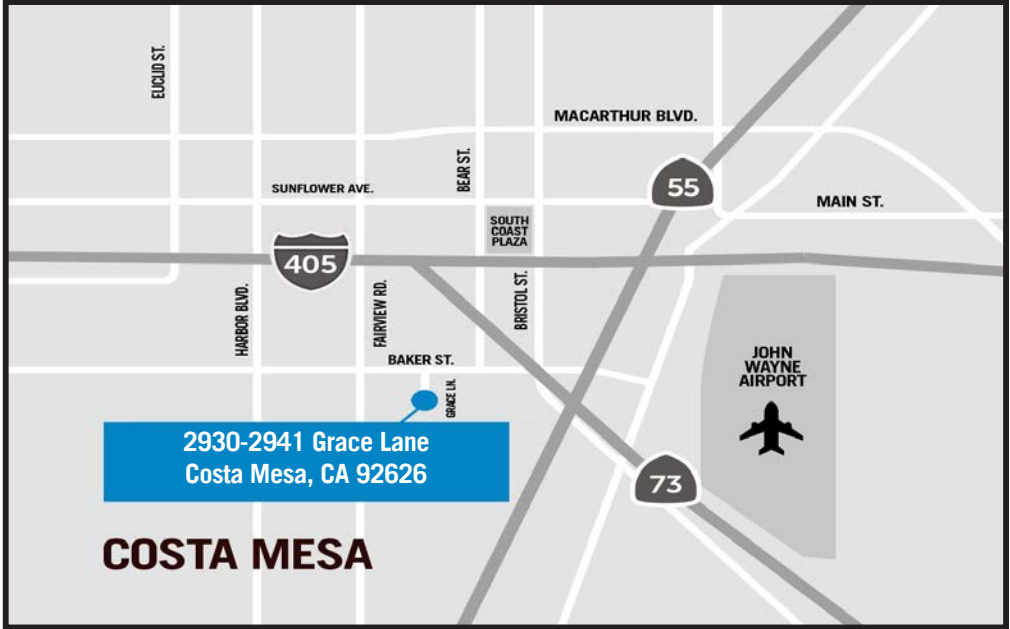 EUCLID ST.
MACARTHUR BLVD.
BEAR ST.
SUNFLOWER AVE.
55
MAIN ST.
SOUTH
COAST
PLAZA
405
HARBOR BLVD.
FAIRVIEW RD.
BRISTOL ST.
BAKER ST.
GRACE LN.
JOHN
WAYNE
AIRPORT
2930-2941 Grace Lane
Costa Mesa, CA 92626
73
COSTA MESA